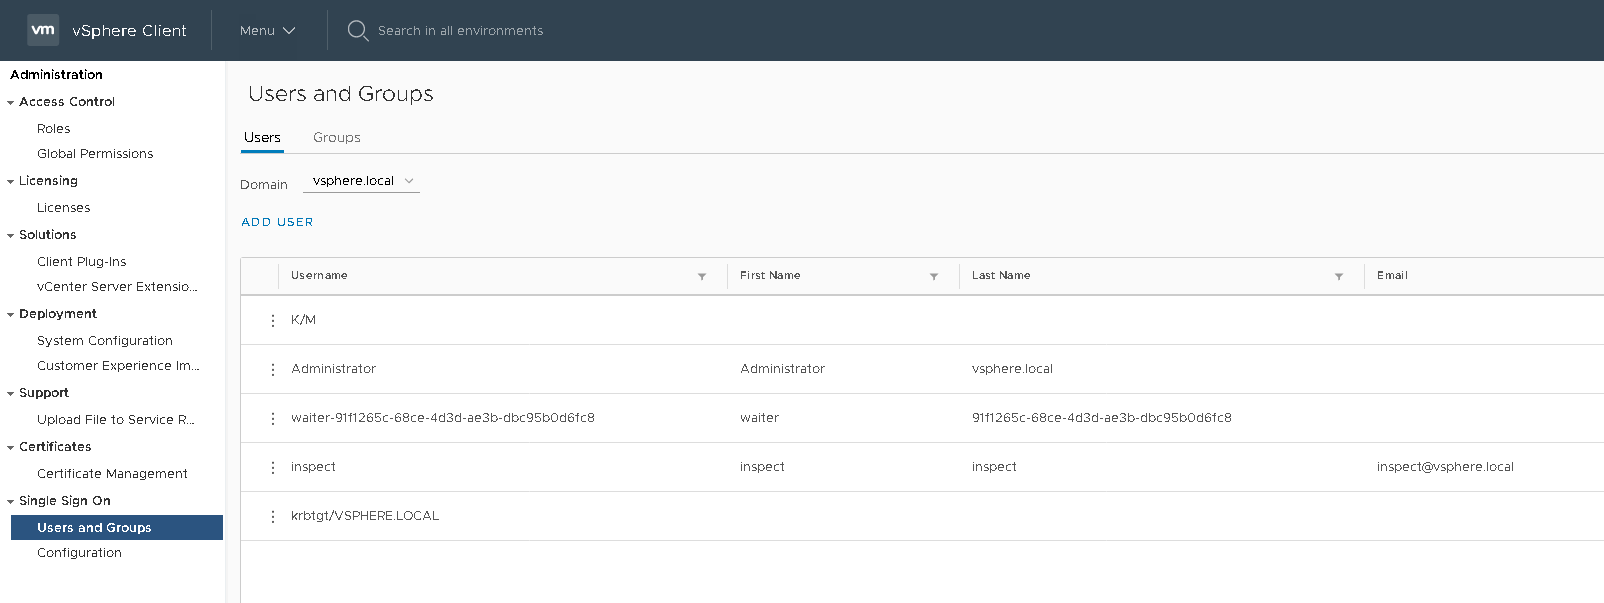 vm vSphere Client Menu Search in all environments
Administration
Access Control
Roles
Global Permissions
Licensing
Licenses
Solutions
Client Plug-Ins
vCenter Server Extensio...
Deployment
System Configuration
Customer Experience Im...
Support
Upload File to Service R...
Certificates
Certificate Management
Single Sign On
Users and Groups
Configuration
Users and Groups
Users Groups
Domain vsphere.local
ADD USER
Username First Name Last Name Email
K/M
Administrator Administrator vsphere.local
waiter-91f1265c-68ce-4d3d-ae3b-dbc95b0d6fc8 waiter 91f1265c-68ce-4d3d-ae3b-dbc95b0d6fc8
inspect inspect inspect inspect@vsphere.local
krbtgt/VSPHERE.LOCAL